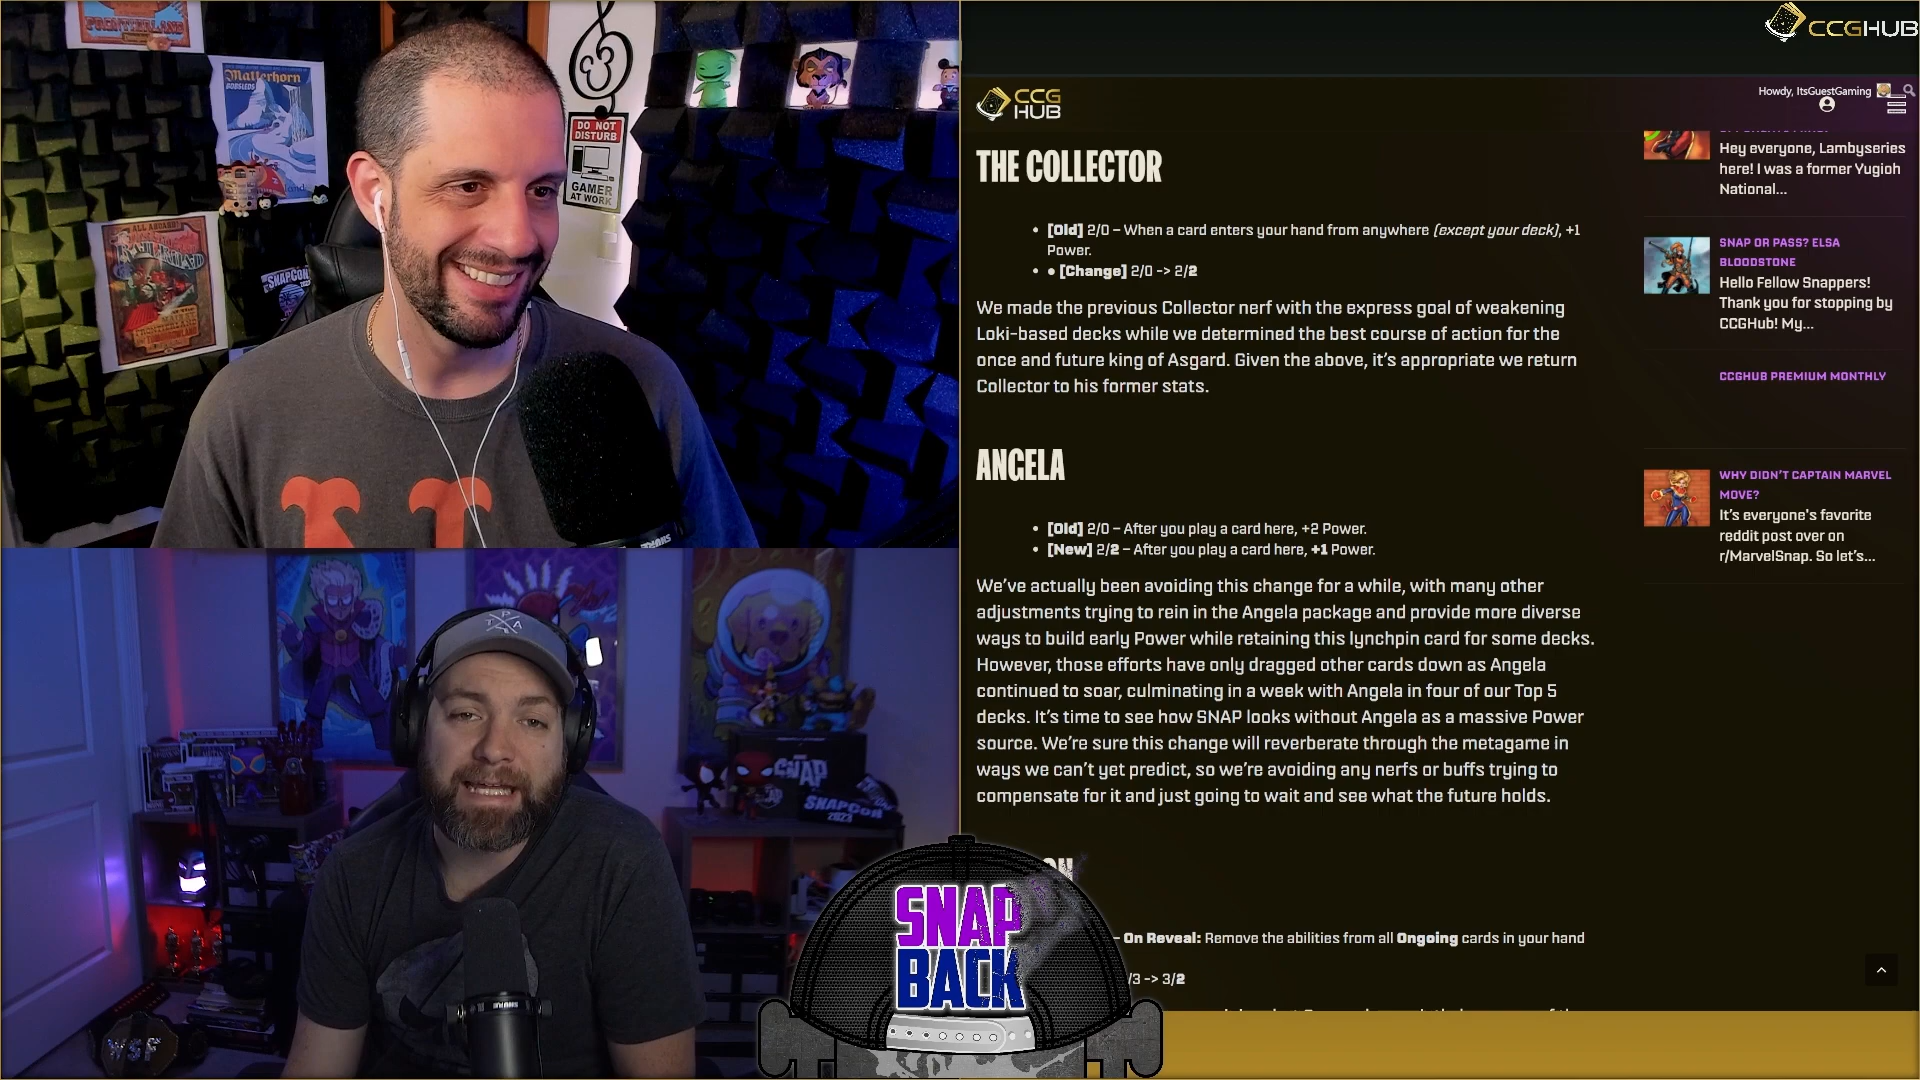 FRONTIERLAND
Matterhorn
BOBSLEDS
DO NOT
DISTURB
GAMER
AT WORK
SNAPCON
ALL ABOARD!
CCGHUB
Howdy, ItsGuestGaming
CCG
HUB
THE COLLECTOR
• [Old] 2/0 – When a card enters your hand from anywhere (except your deck), +1
Power.
• • [Change] 2/0 -> 2/2
We made the previous Collector nerf with the express goal of weakening
Loki-based decks while we determined the best course of action for the
once and future king of Asgard. Given the above, it's appropriate we return
Collector to his former stats.
ANGELA
• [Old] 2/0 – After you play a card here, +2 Power.
• [New] 2/2 – After you play a card here, +1 Power.
We've actually been avoiding this change for a while, with many other
adjustments trying to rein in the Angela package and provide more diverse
ways to build early Power while retaining this lynchpin card for some decks.
However, those efforts have only dragged other cards down as Angela
continued to soar, culminating in a week with Angela in four of our Top 5
decks. It's time to see how SNAP looks without Angela as a massive Power
source. We're sure this change will reverberate through the metagame in
ways we can't yet predict, so we're avoiding any nerfs or buffs trying to
compensate for it and just going to wait and see what the future holds.
ON
– On Reveal: Remove the abilities from all Ongoing cards in your hand
/3 -> 3/2
Hey everyone, Lambyseries
here! I was a former Yugioh
National...
SNAP OR PASS? ELSA
BLOODSTONE
Hello Fellow Snappers!
Thank you for stopping by
CCGHub! My...
CCGHUB PREMIUM MONTHLY
WHY DIDN'T CAPTAIN MARVEL
MOVE?
It's everyone's favorite
reddit post over on
r/MarvelSnap. So let's...
PTXA
SNAP
SNAPCON
2023
SHURE
WSF
SNAP
BACK